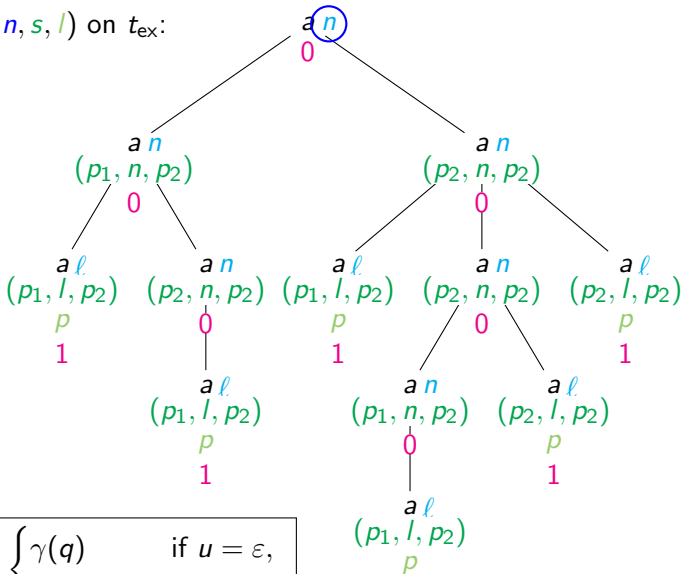 n, s, l) on t_ex:
a n
0
a n a n
(p₁, n, p₂) (p₂, n, p₂)
0 0
a ℓ a n a ℓ a n a ℓ
(p₁, l, p₂) (p₂, n, p₂) (p₁, l, p₂) (p₂, n, p₂) (p₂, l, p₂)
p 0 p 0 p
1 1 1
a ℓ a n a ℓ
(p₁, l, p₂) (p₁, n, p₂) (p₂, l, p₂)
p 0 p
1 1
a ℓ
(p₁, l, p₂)
p
{ γ(q) if u = ε,